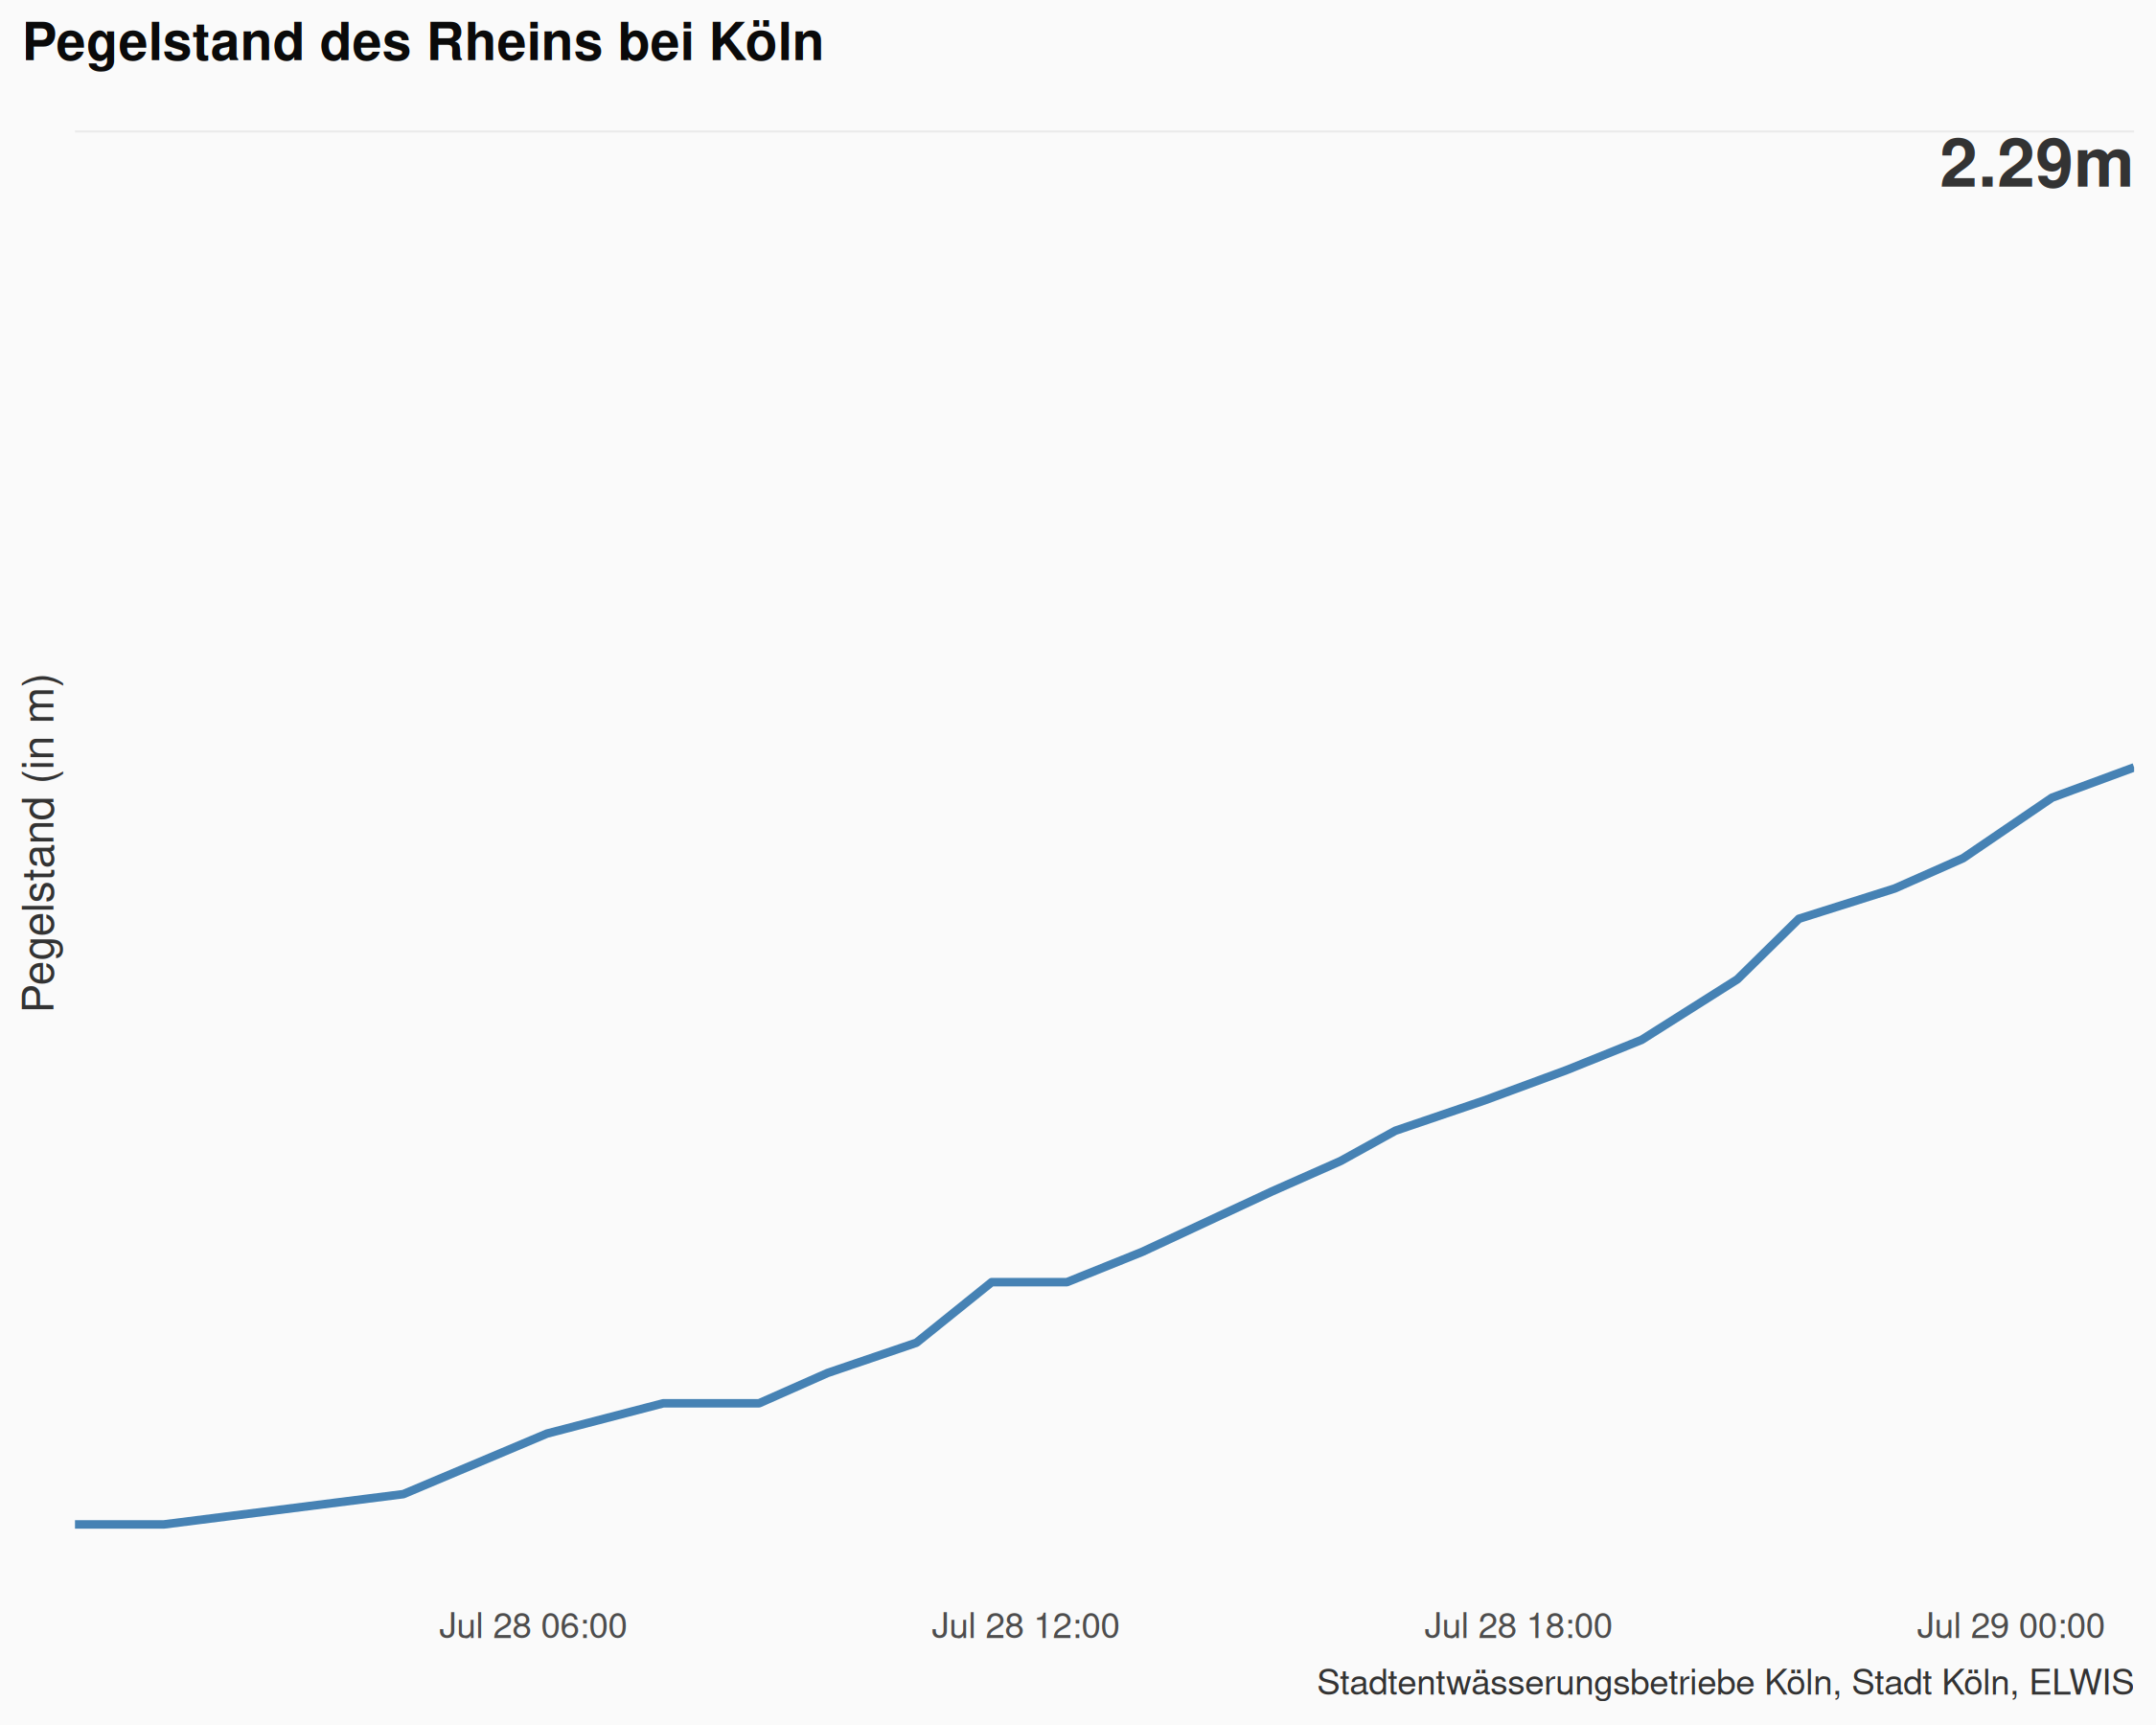 Pegelstand des Rheins bei Köln
2.29m
Pegelstand (in m)
Jul 28 06:00 Jul 28 12:00 Jul 28 18:00 Jul 29 00:00
Stadtentwässerungsbetriebe Köln, Stadt Köln, ELWIS